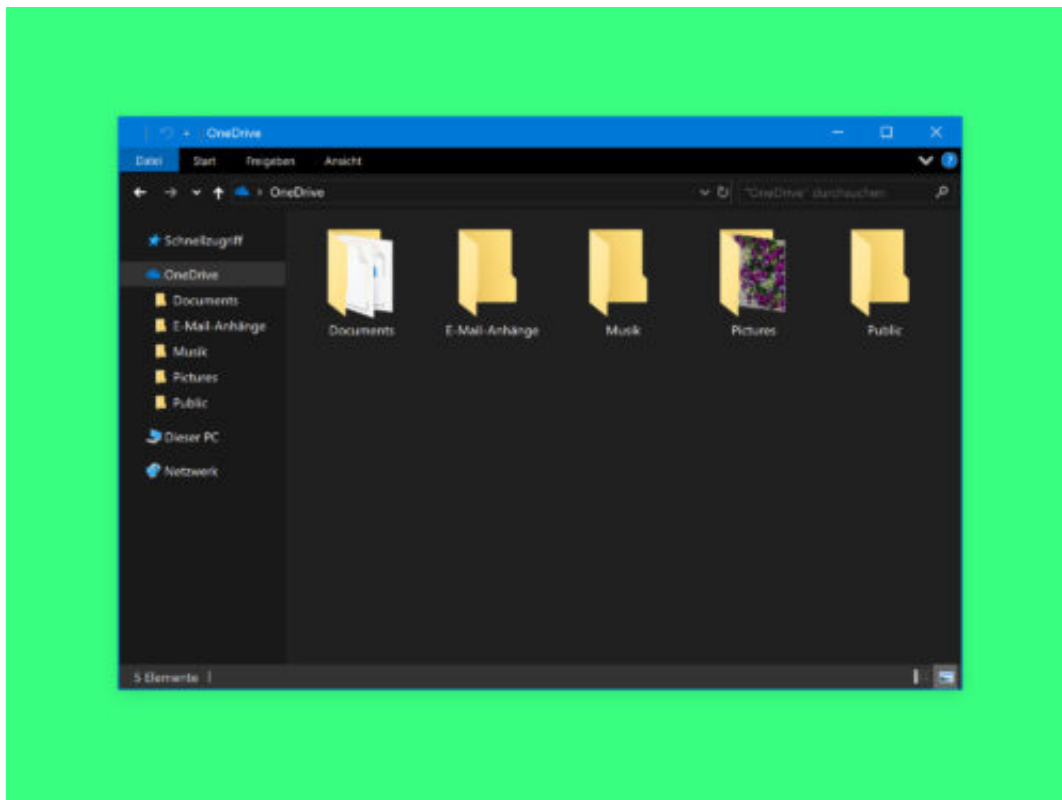 OneDrive
Datei Start Freigeben Ansicht
OneDrive "OneDrive" durchsuchen
Schnellzugriff
OneDrive
Documents
E-Mail-Anhänge
Musik
Pictures
Public
Dieser PC
Netzwerk
Documents E-Mail-Anhänge Musik Pictures Public
5 Elemente